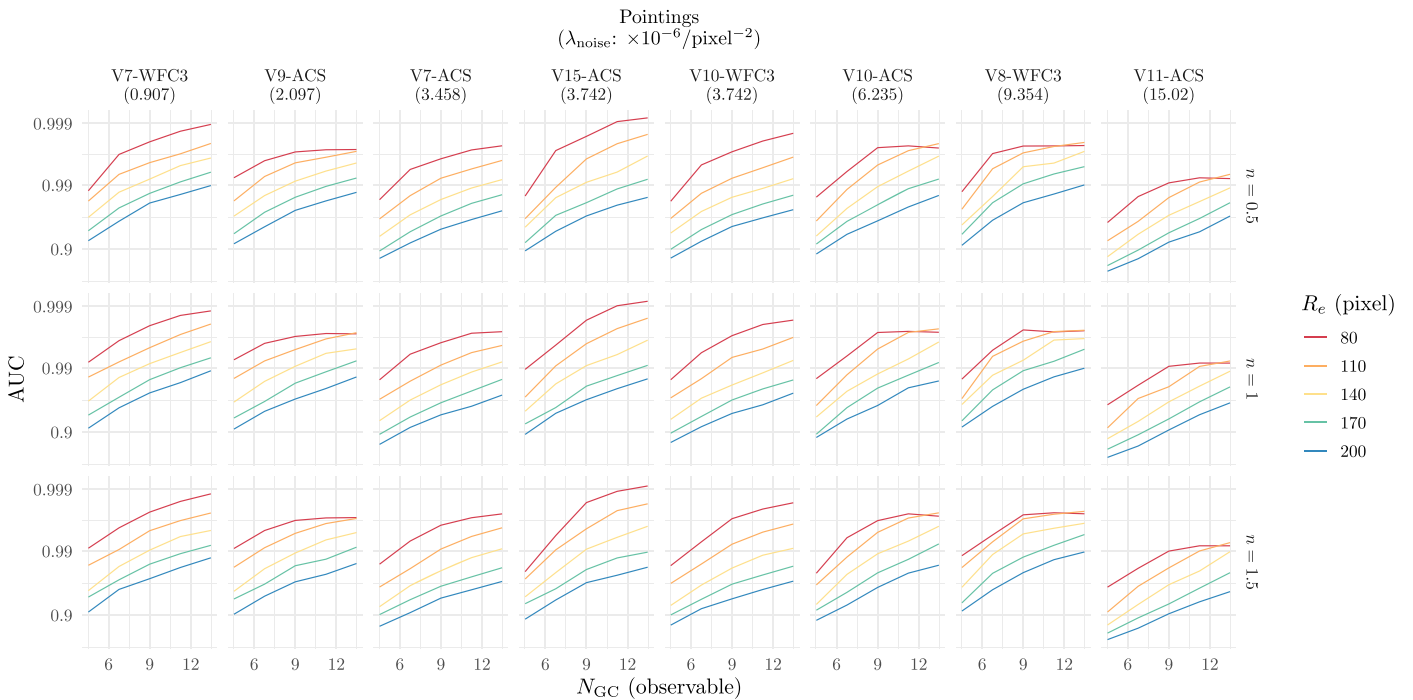 Pointings
(λnoise: ×10−6/pixel−2)
V7-WFC3 V9-ACS V7-ACS V15-ACS V10-WFC3 V10-ACS V8-WFC3 V11-ACS
(0.907) (2.097) (3.458) (3.742) (3.742) (6.235) (9.354) (15.02)
0.999
0.99
0.9
n = 0.5
0.999
0.99
0.9
n = 1
0.999
0.99
0.9
n = 1.5
AUC
6 9 12 6 9 12 6 9 12 6 9 12 6 9 12 6 9 12 6 9 12 6 9 12
NGC (observable)
Re (pixel)
80
110
140
170
200